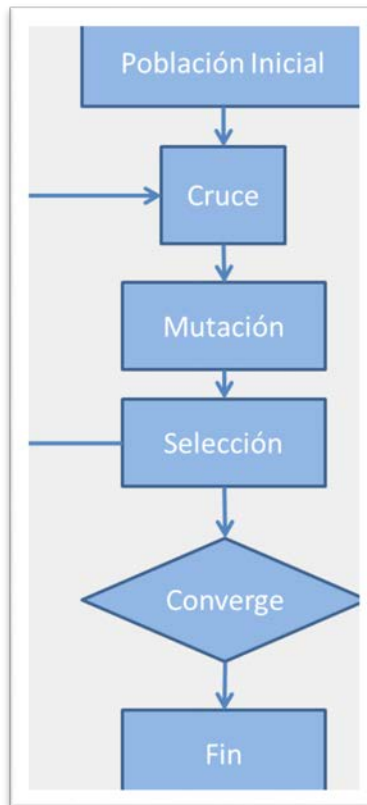 Población Inicial
Cruce
Mutación
Selección
Converge
Fin